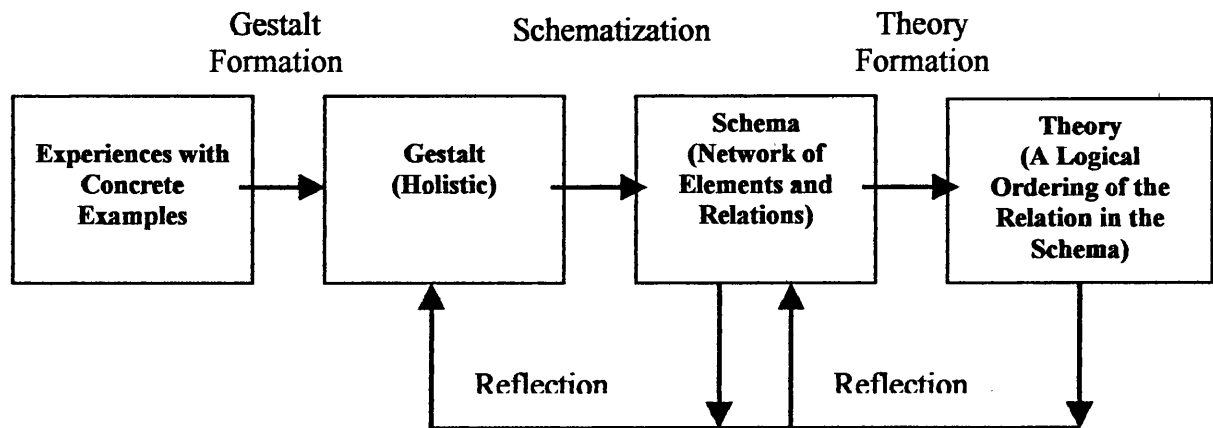 Gestalt
Formation
Schematization
Theory
Formation
Experiences with
Concrete
Examples
Gestalt
(Holistic)
Schema
(Network of
Elements and
Relations)
Theory
(A Logical
Ordering of the
Relation in the
Schema)
Reflection
Reflection